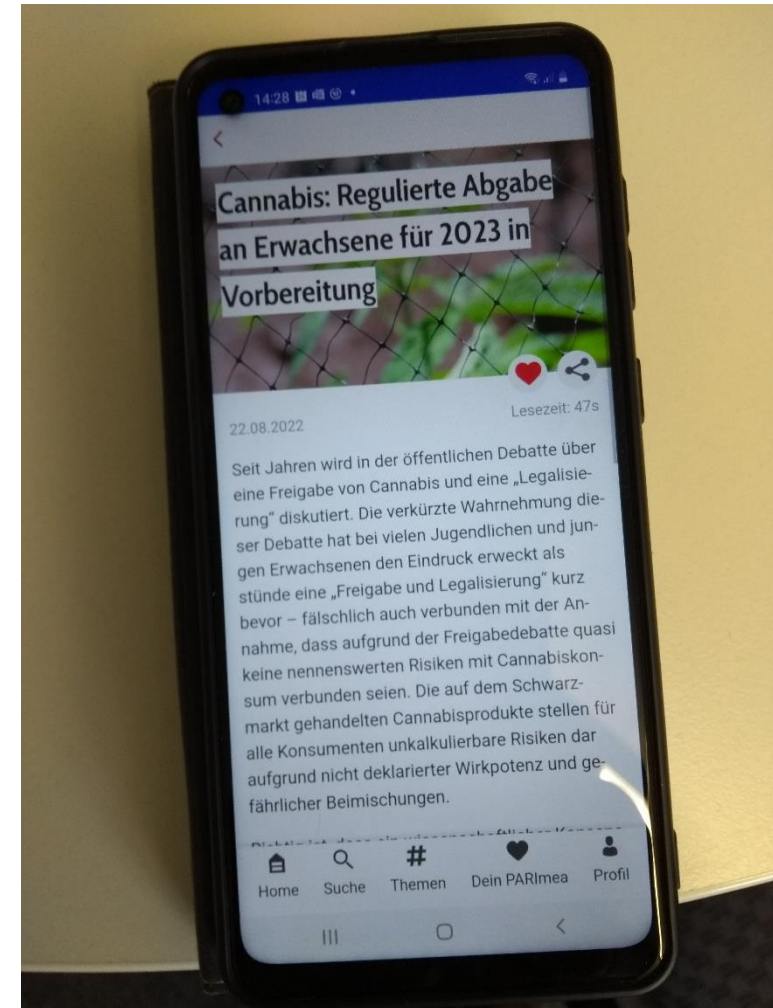 14:28
Cannabis: Regulierte Abgabe
an Erwachsene für 2023 in
Vorbereitung
22.08.2022
Lesezeit: 47s
Seit Jahren wird in der öffentlichen Debatte über
eine Freigabe von Cannabis und eine „Legalisie-
rung“ diskutiert. Die verkürzte Wahrnehmung die-
ser Debatte hat bei vielen Jugendlichen und jun-
gen Erwachsenen den Eindruck erweckt als
stünde eine „Freigabe und Legalisierung“ kurz
bevor – fälschlich auch verbunden mit der An-
nahme, dass aufgrund der Freigabedebatte quasi
keine nennenswerten Risiken mit Cannabiskon-
sum verbunden seien. Die auf dem Schwarz-
markt gehandelten Cannabisprodukte stellen für
alle Konsumenten unkalkulierbare Risiken dar
aufgrund nicht deklarierter Wirkpotenz und ge-
fährlicher Beimischungen.
Home Suche Themen Dein PARImea Profil